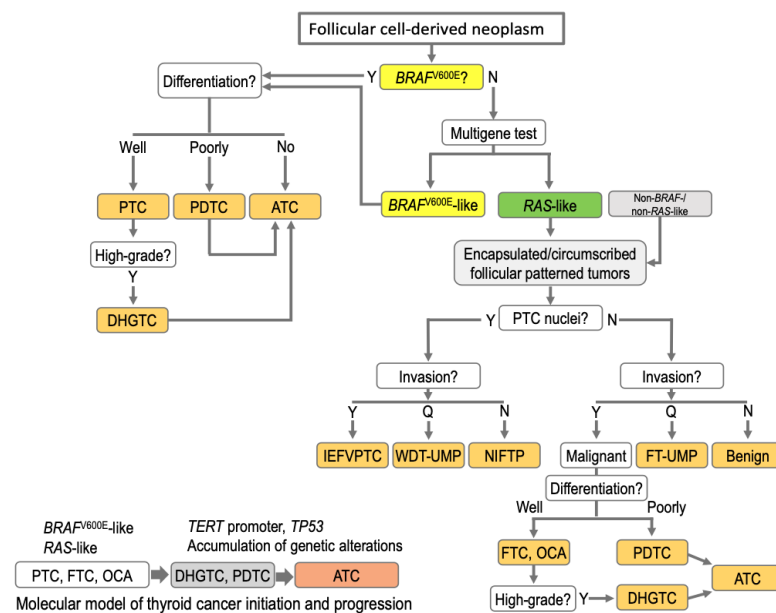 Follicular cell-derived neoplasm
Differentiation?
Y
BRAFV600E?
N
Multigene test
Well
Poorly
No
PTC
PDTC
ATC
BRAFV600E-like
RAS-like
Non-BRAF-/
non-RAS-like
High-grade?
Y
DHGTC
Encapsulated/circumscribed
follicular patterned tumors
Y
PTC nuclei?
N
Invasion?
Invasion?
Y
Q
N
Y
Q
N
IEFVPTC
WDT-UMP
NIFTP
Malignant
FT-UMP
Benign
Differentiation?
Well
Poorly
FTC, OCA
PDTC
ATC
High-grade?
Y
DHGTC
BRAFV600E-like
RAS-like
TERT promoter, TP53
Accumulation of genetic alterations
PTC, FTC, OCA
DHGTC, PDTC
ATC
Molecular model of thyroid cancer initiation and progression